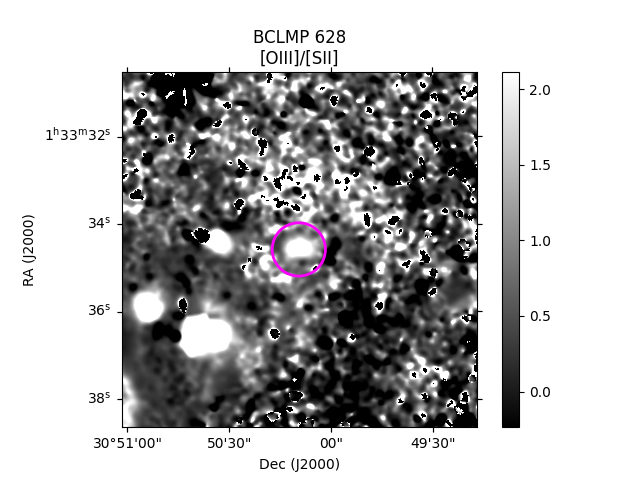 BCLMP 628
[OIII]/[SII]
1ʰ33ᵐ32ˢ
34ˢ
36ˢ
38ˢ
RA (J2000)
30°51'00"
50'30"
00"
49'30"
Dec (J2000)
2.0
1.5
1.0
0.5
0.0